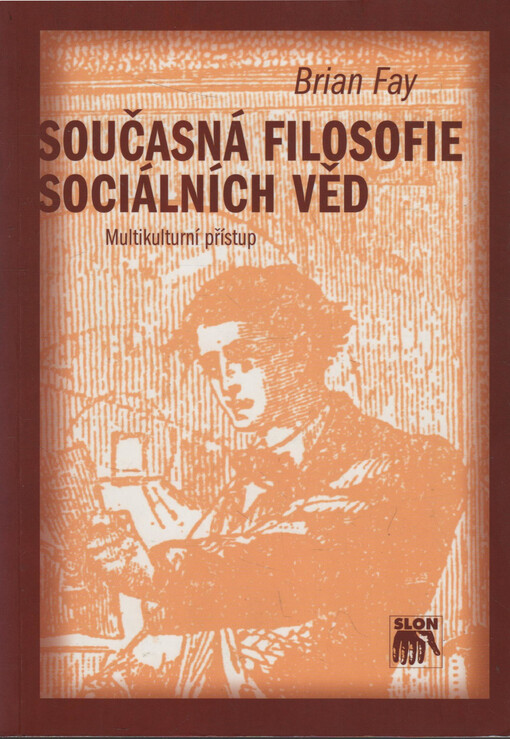 Brian Fay
SOUČASNÁ FILOSOFIE
SOCIÁLNÍCH VĚD
Multikulturní přístup
SLON